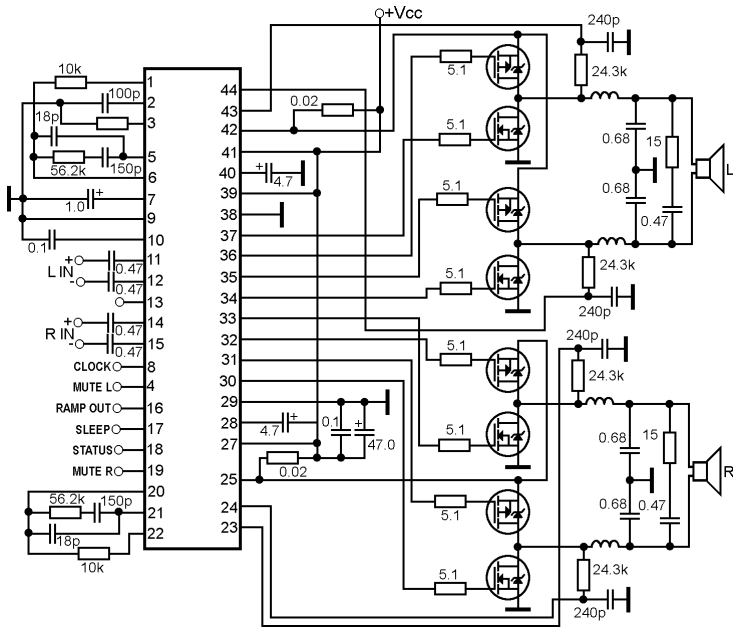 +Vcc
240p
10k
1
44
5.1
24.3k
100p
2
43
0.02
3
42
18p
5.1
0.68
15
L
56.2k
150p
5
41
6
40
+
4.7
39
5.1
0.68
0.47
1.0
+
7
9
38
0.1
10
37
+
L IN
-
0.47
0.47
11
12
36
35
5.1
24.3k
13
34
240p
+
R IN
-
0.47
0.47
14
15
33
32
240p
CLOCK
8
31
5.1
24.3k
MUTE L
4
30
RAMP OUT
16
29
SLEEP
17
28
4.7
+
0.1
+
47.0
5.1
0.68
15
R
STATUS
18
27
MUTE R
19
0.02
25
20
56.2k
150p
21
24
5.1
0.68
0.47
18p
22
23
10k
5.1
24.3k
240p